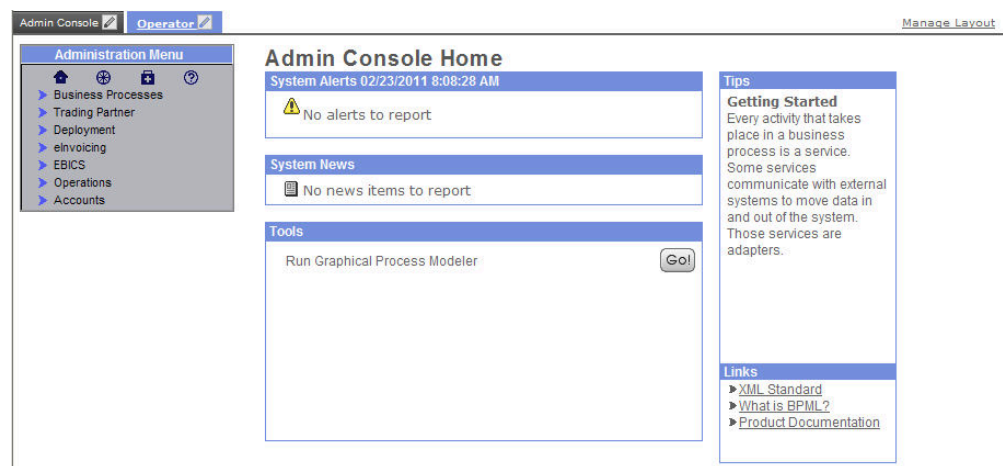 Admin Console
Operator
Manage Layout
Administration Menu
Business Processes
Trading Partner
Deployment
eInvoicing
EBICS
Operations
Accounts
Admin Console Home
System Alerts 02/23/2011 8:08:28 AM
No alerts to report
System News
No news items to report
Tools
Run Graphical Process Modeler
Go!
Tips
Getting Started
Every activity that takes
place in a business
process is a service.
Some services
communicate with external
systems to move data in
and out of the system.
Those services are
adapters.
Links
XML Standard
What is BPML?
Product Documentation